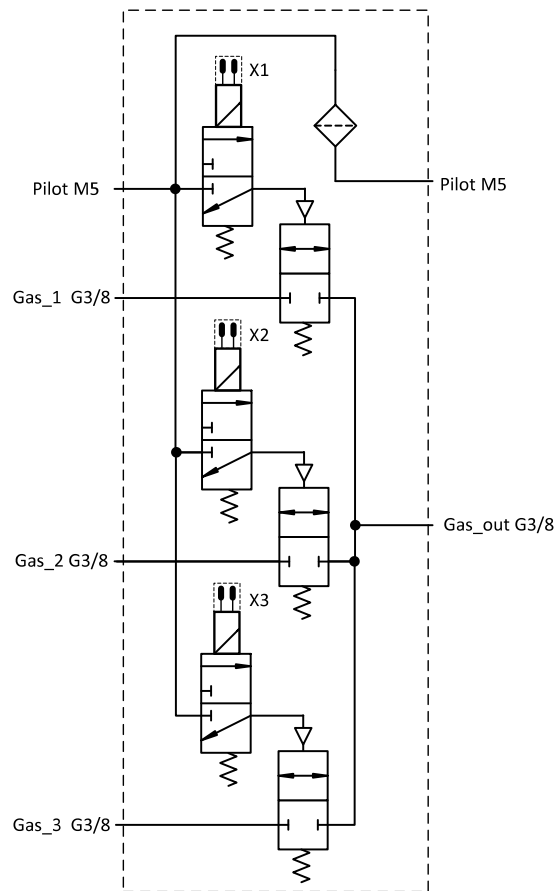 X1
Pilot M5
Pilot M5
Gas_1 G3/8
X2
Gas_out G3/8
Gas_2 G3/8
X3
Gas_3 G3/8